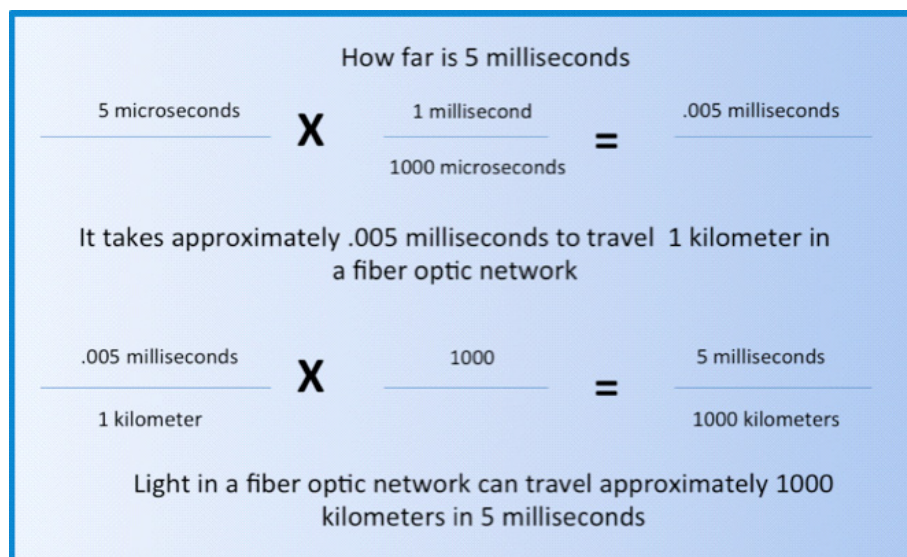 How far is 5 milliseconds
5 microseconds X 1 millisecond = .005 milliseconds
1000 microseconds
It takes approximately .005 milliseconds to travel 1 kilometer in
a fiber optic network
.005 milliseconds X 1000 = 5 milliseconds
1 kilometer 1000 kilometers
Light in a fiber optic network can travel approximately 1000
kilometers in 5 milliseconds